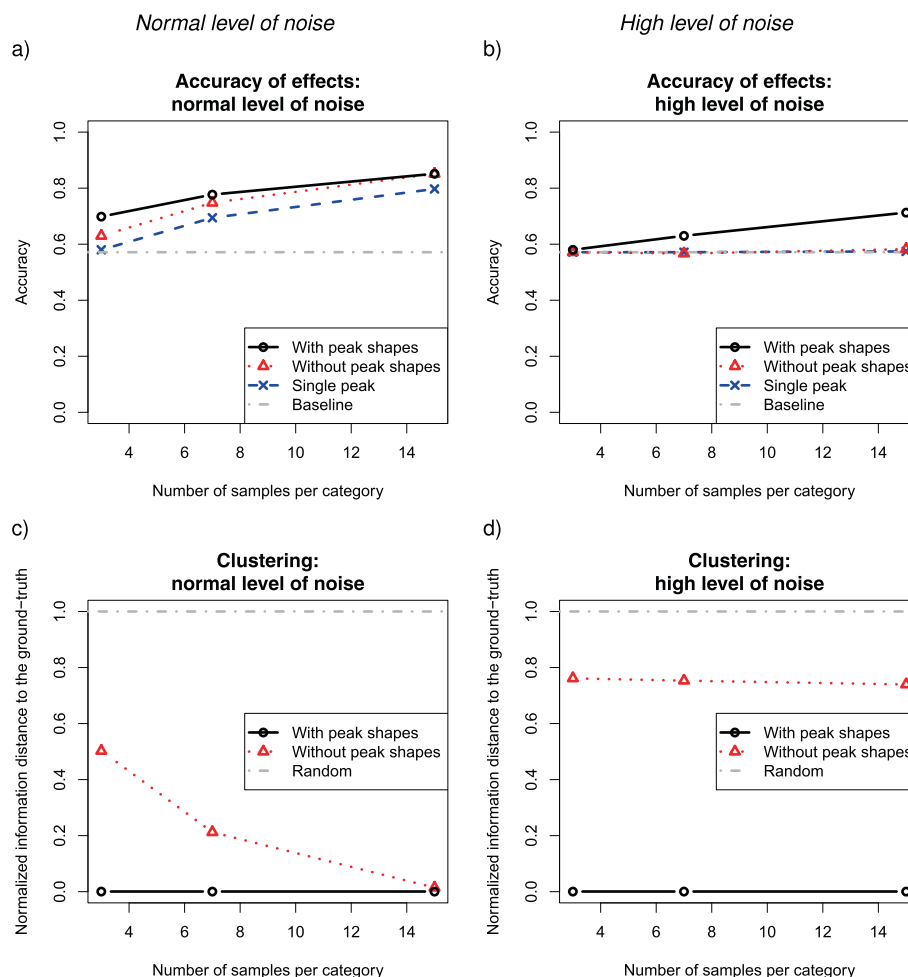 Normal level of noise
High level of noise
a)
Accuracy of effects:
normal level of noise
Accuracy
1.0
0.8
0.6
0.4
0.2
0.0
With peak shapes
Without peak shapes
Single peak
Baseline
4 6 8 10 12 14
Number of samples per category
b)
Accuracy of effects:
high level of noise
Accuracy
1.0
0.8
0.6
0.4
0.2
0.0
With peak shapes
Without peak shapes
Single peak
Baseline
4 6 8 10 12 14
Number of samples per category
c)
Clustering:
normal level of noise
Normalized information distance to the ground−truth
1.0
0.8
0.6
0.4
0.2
0.0
With peak shapes
Without peak shapes
Random
4 6 8 10 12 14
Number of samples per category
d)
Clustering:
high level of noise
Normalized information distance to the ground−truth
1.0
0.8
0.6
0.4
0.2
0.0
With peak shapes
Without peak shapes
Random
4 6 8 10 12 14
Number of samples per category